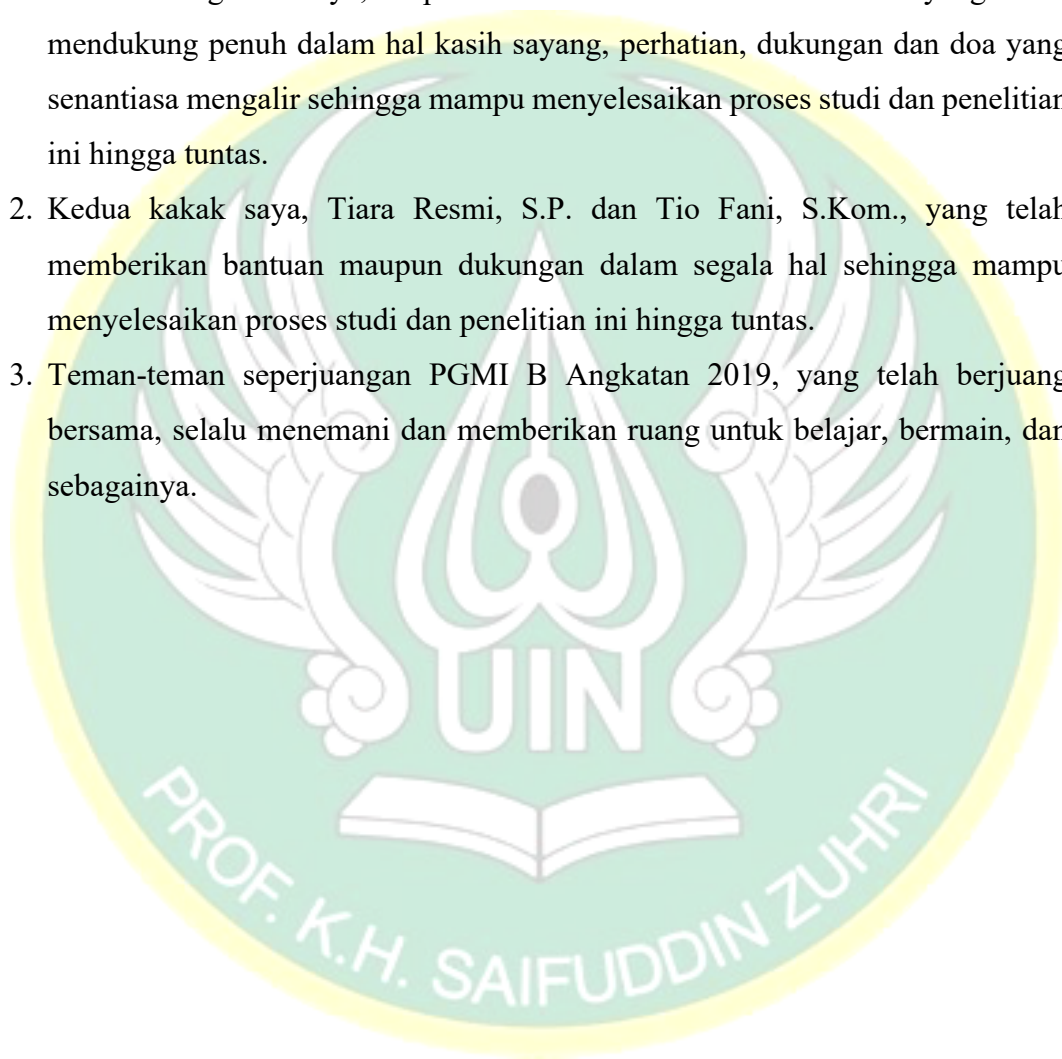 mendukung penuh dalam hal kasih sayang, perhatian, dukungan dan doa yang
senantiasa mengalir sehingga mampu menyelesaikan proses studi dan penelitian
ini hingga tuntas.
2. Kedua kakak saya, Tiara Resmi, S.P. dan Tio Fani, S.Kom., yang telah
memberikan bantuan maupun dukungan dalam segala hal sehingga mampu
menyelesaikan proses studi dan penelitian ini hingga tuntas.
3. Teman-teman seperjuangan PGMI B Angkatan 2019, yang telah berjuang
bersama, selalu menemani dan memberikan ruang untuk belajar, bermain, dan
sebagainya.
UIN
PROF. K.H. SAIFUDDIN ZUHRI